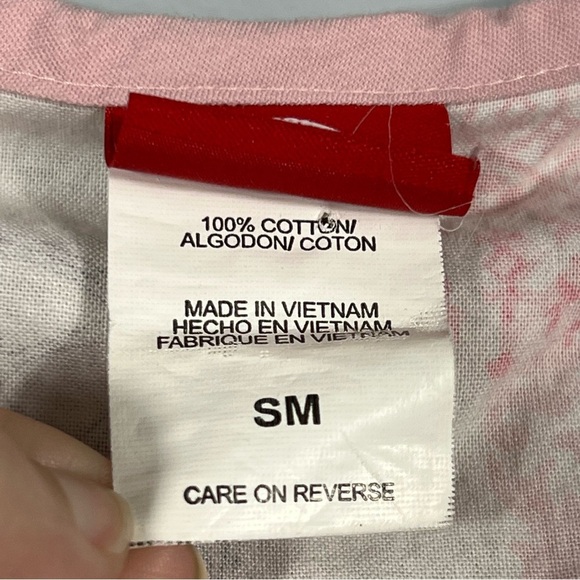 100% COTTON/
ALGODON/ COTON
MADE IN VIETNAM
HECHO EN VIETNAM
FABRIQUE EN VIETNAM
SM
CARE ON REVERSE